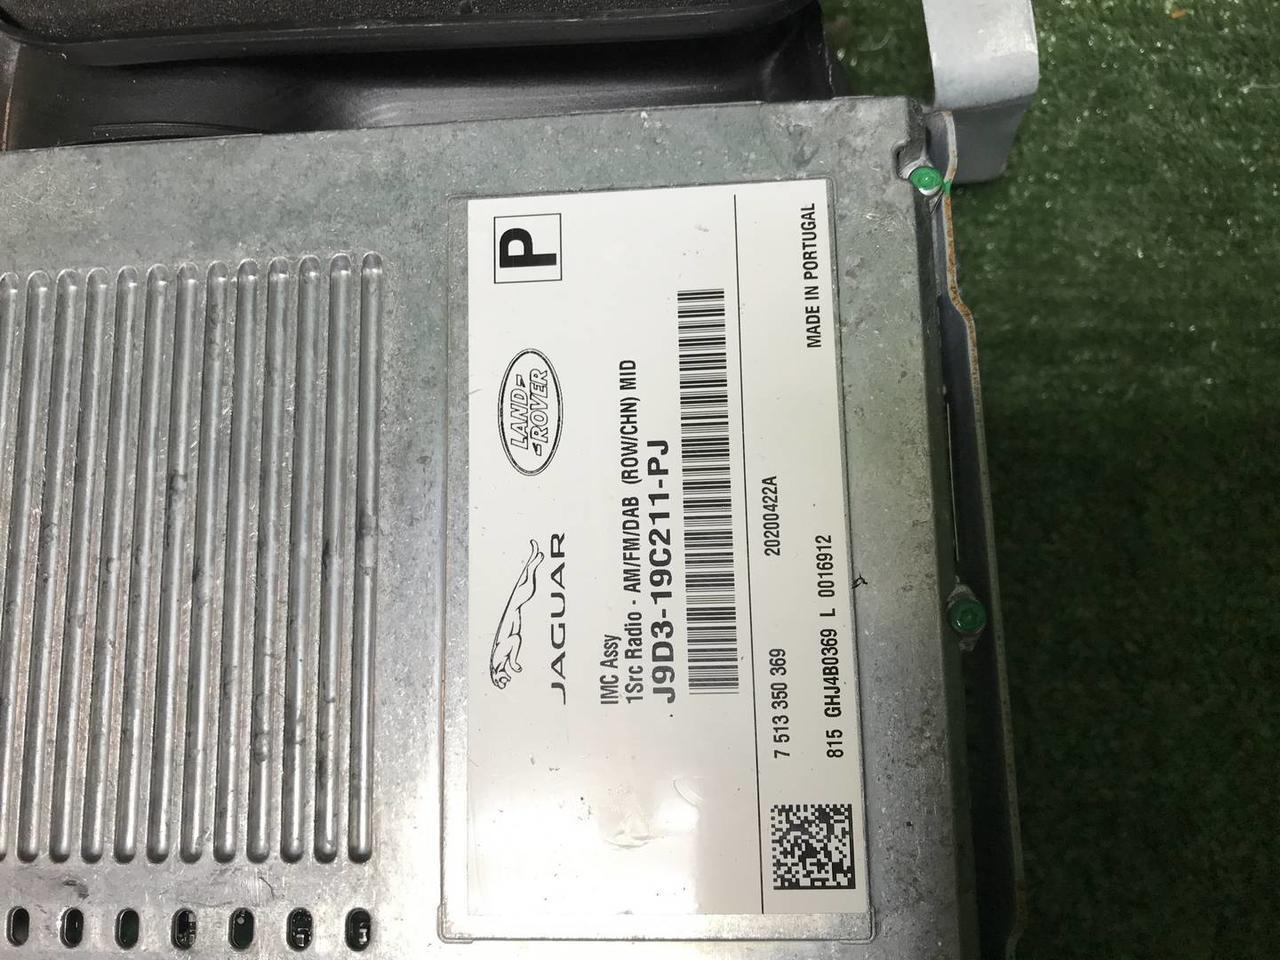 P
LAND
ROVER
JAGUAR
IMC Assy
1Src Radio - AM/FM/DAB (ROW/CHN) MID
J9D3-19C211-PJ
7 513 350 369 20200422A
815 GHJ4B0369 L 0016912 MADE IN PORTUGAL